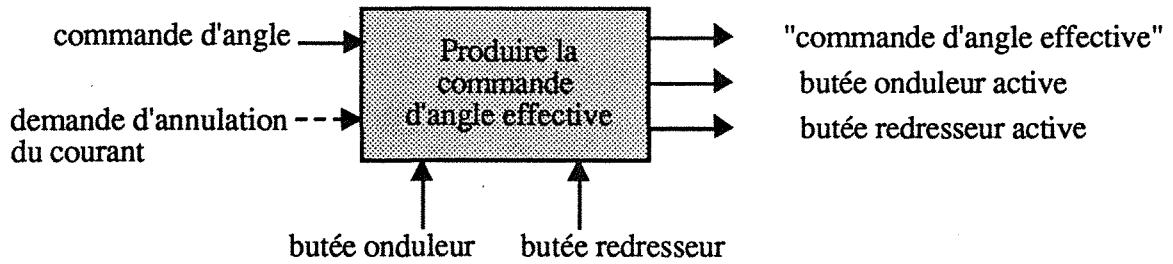 commande d'angle
demande d'annulation
du courant
Produire la
commande
d'angle effective
"commande d'angle effective"
butée onduleur active
butée redresseur active
butée onduleur
butée redresseur